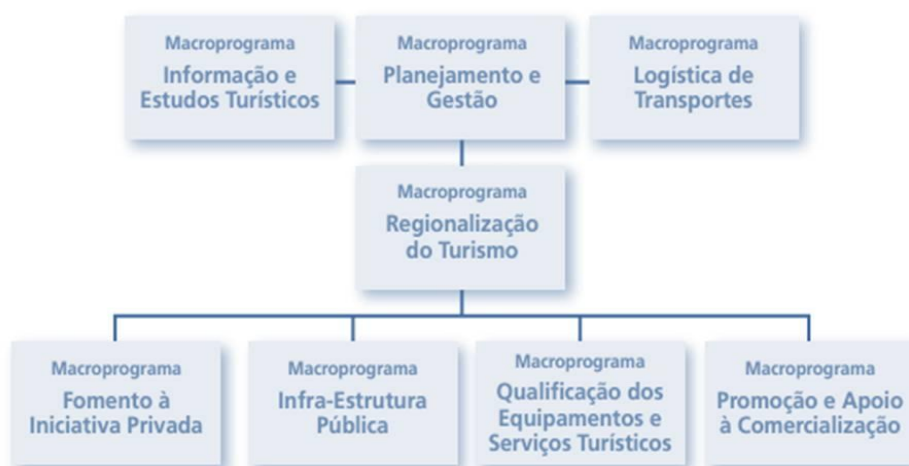 Macroprograma
Informação e
Estudos Turísticos
Macroprograma
Planejamento e
Gestão
Macroprograma
Logística de
Transportes
Macroprograma
Regionalização
do Turismo
Macroprograma
Fomento à
Iniciativa Privada
Macroprograma
Infra-Estrutura
Pública
Macroprograma
Qualificação dos
Equipamentos e
Serviços Turísticos
Macroprograma
Promoção e Apoio
à Comercialização